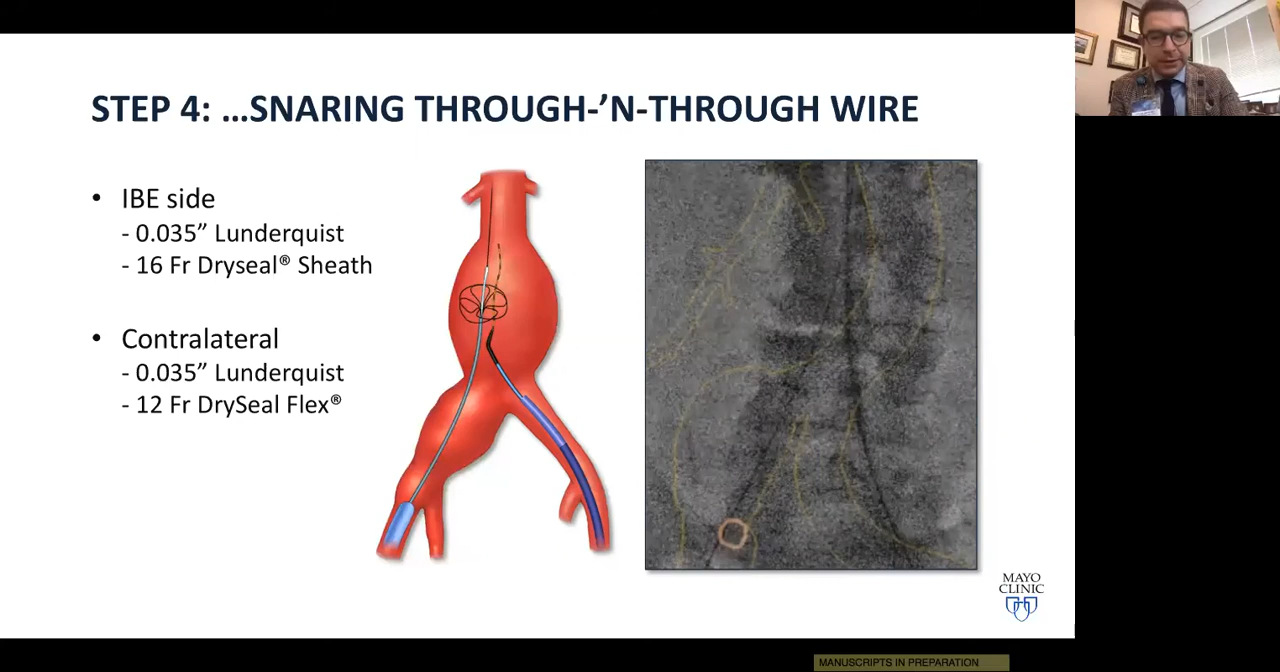 STEP 4: …SNARING THROUGH-’N-THROUGH WIRE
• IBE side
- 0.035” Lunderquist
- 16 Fr Dryseal® Sheath
• Contralateral
- 0.035” Lunderquist
- 12 Fr DrySeal Flex®
MAYO
CLINIC
MANUSCRIPTS IN PREPARATION